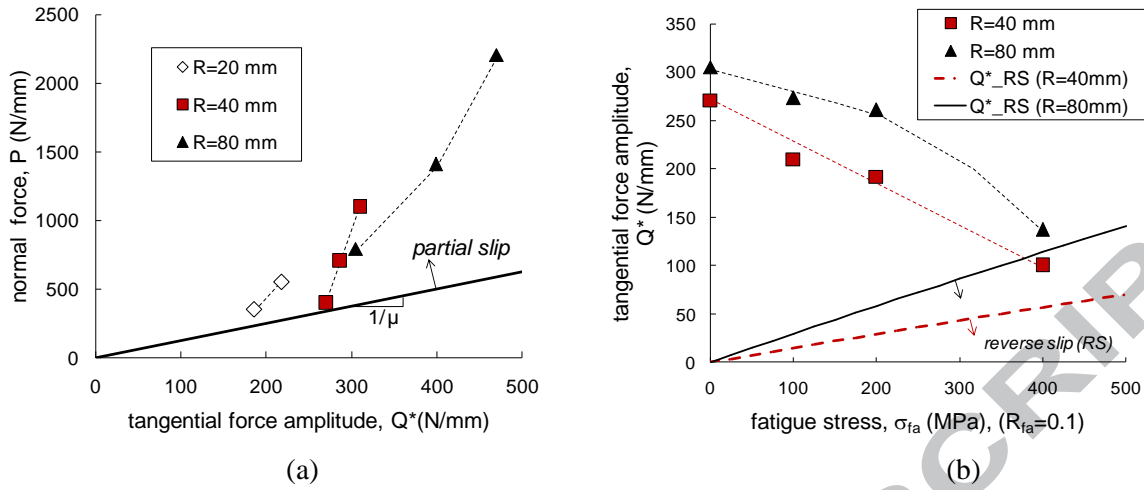 2500
2000
1500
1000
500
0
normal force, P (N/mm)
R=20 mm
R=40 mm
R=80 mm
partial slip
1/μ
0 100 200 300 400 500
tangential force amplitude, Q*(N/mm)
(a)
350
300
250
200
150
100
50
0
tangential force amplitude,
Q* (N/mm)
R=40 mm
R=80 mm
Q*_RS (R=40mm)
Q*_RS (R=80mm)
reverse slip (RS)
0 100 200 300 400 500
fatigue stress, σfa (MPa), (Rfa=0.1)
(b)
CRIP